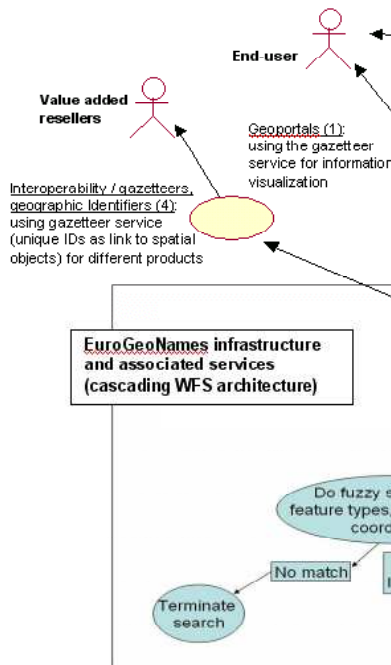 End-user
Value added
resellers
Geoportals (1):
using the gazetteer
service for information
visualization
Interoperability / gazetteers,
geographic Identifiers (4):
using gazetteer service
(unique IDs as link to spatial
objects) for different products
EuroGeoNames infrastructure
and associated services
(cascading WFS architecture)
Do fuzzy
feature types,
No match
Terminate
search